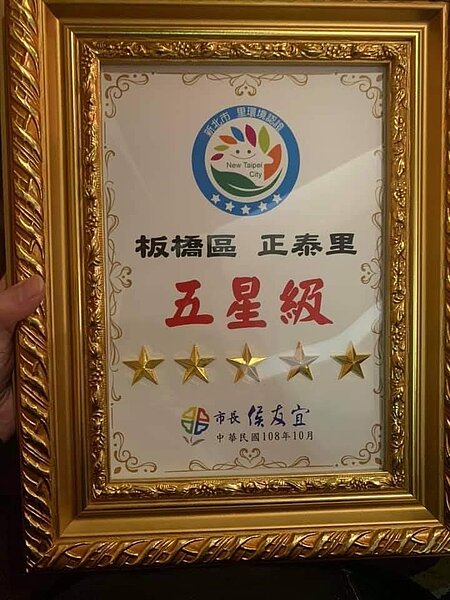 新北市 里環境認證
New Taipei
City
板橋區 正泰里
五星級
市長 侯友宜
中華民國108年10月